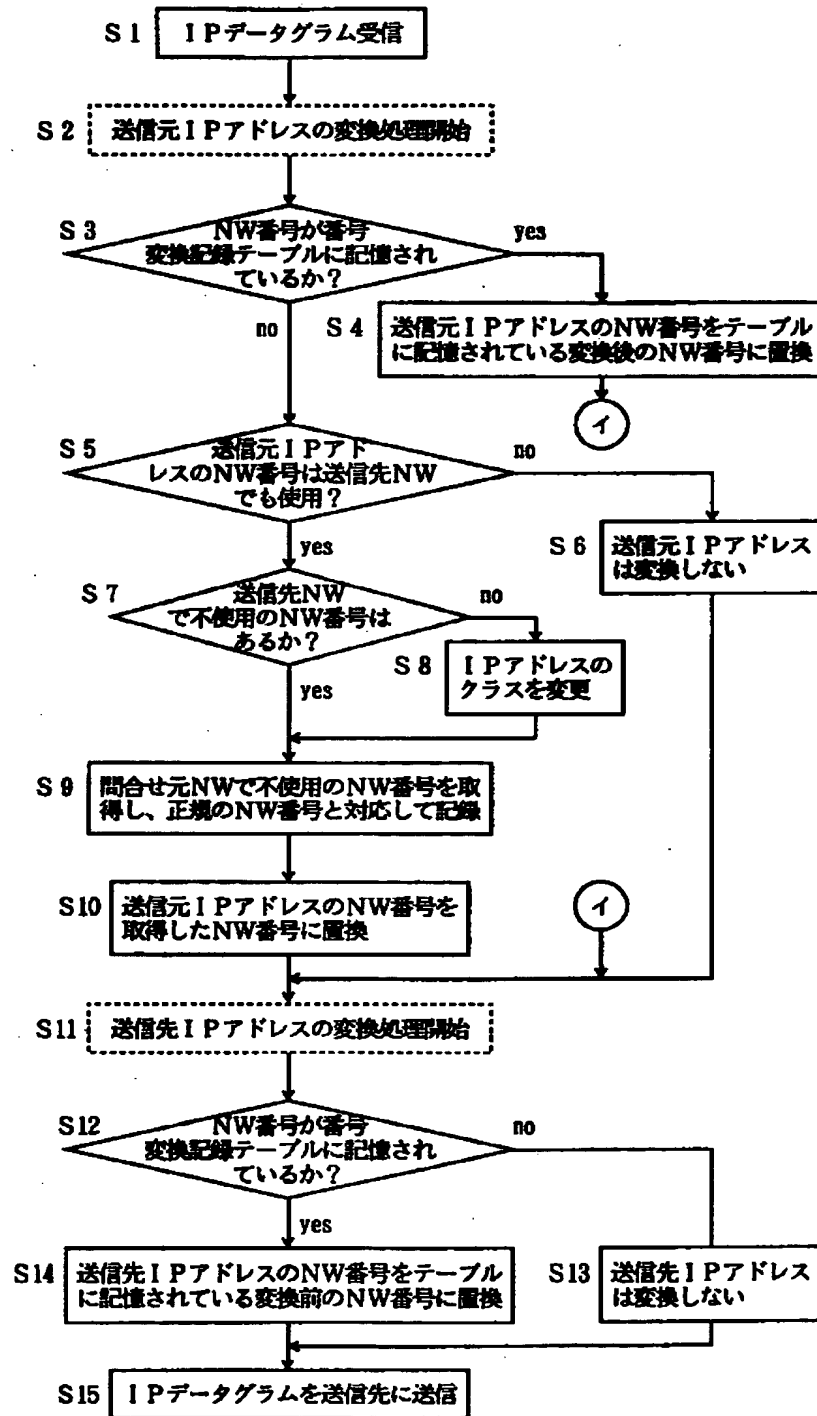 S1 IPデータグラム受信
S2 送信元IPアドレスの変換処理開始
S3 NW番号が番号
変換記録テーブルに記憶され
ているか?
yes
no
S4 送信元IPアドレスのNW番号をテーブル
に記憶されている変換後のNW番号に置換
イ
S5 送信元IPアド
レスのNW番号は送信先NW
でも使用?
no
yes
S6 送信元IPアドレス
は変換しない
S7 送信先NW
で不使用のNW番号は
あるか?
no
yes
S8 IPアドレスの
クラスを変更
S9 問合せ元NWで不使用のNW番号を取
得し、正規のNW番号と対応して記録
S10 送信元IPアドレスのNW番号を
取得したNW番号に置換
イ
S11 送信先IPアドレスの変換処理開始
S12 NW番号が番号
変換記録テーブルに記憶され
ているか?
no
yes
S14 送信先IPアドレスのNW番号をテーブル
に記憶されている変換前のNW番号に置換
S13 送信先IPアドレス
は変換しない
S15 IPデータグラムを送信先に送信